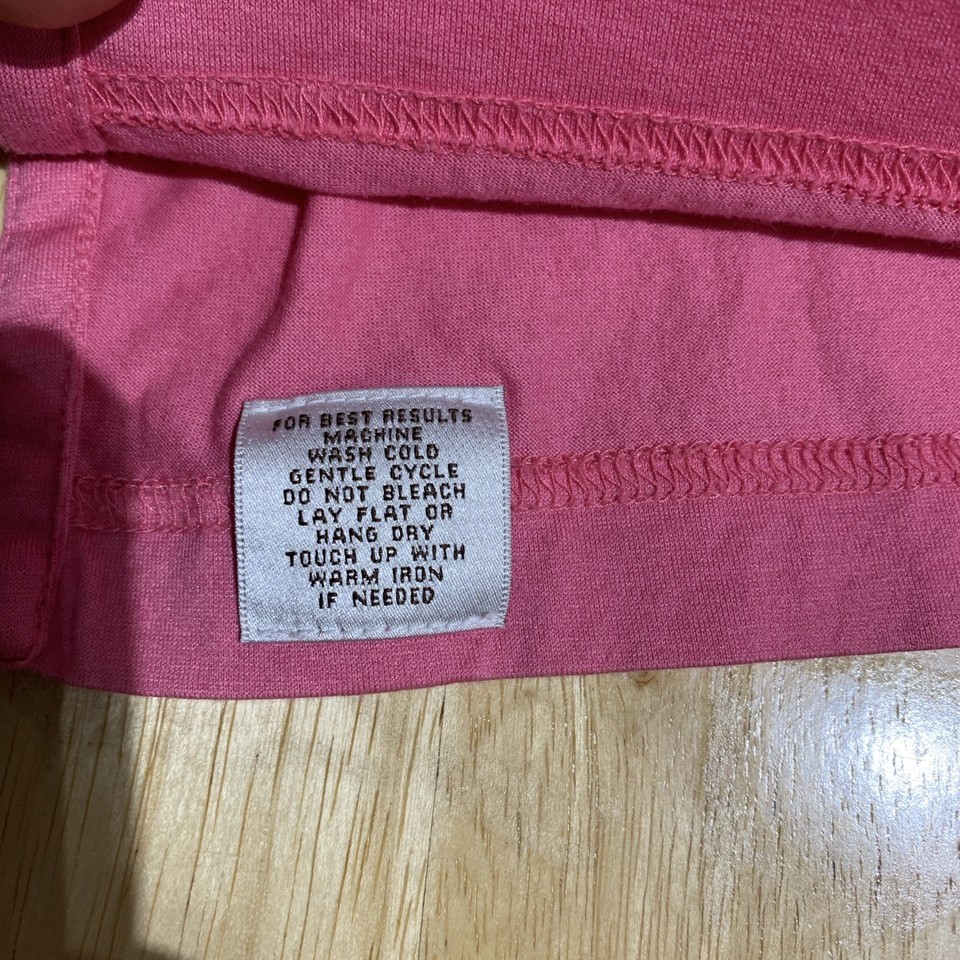 FOR BEST RESULTS
MACHINE
WASH COLD
GENTLE CYCLE
DO NOT BLEACH
LAY FLAT OR
HANG DRY
TOUCH UP WITH
WARM IRON
IF NEEDED